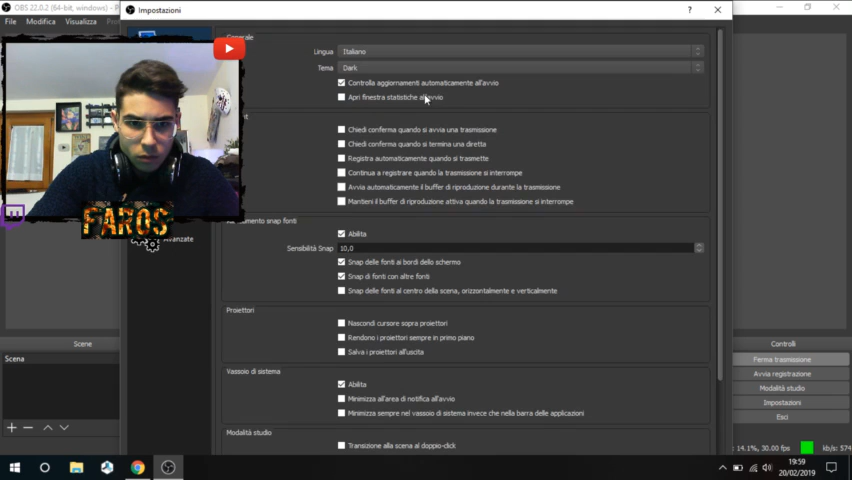 OBS 22.0.2 (64-bit, windows) - P
File Modifica Visualizza
Impostazioni
?
Generale
Lingua Italiano
Tema Dark
Controlla aggiornamenti automaticamente all'avvio
Apri finestra statistiche all'avvio
Chiedi conferma quando si avvia una trasmissione
Chiedi conferma quando si termina una diretta
Registra automaticamente quando si trasmette
Continua a registrare quando la trasmissione si interrompe
Avvia automaticamente il buffer di riproduzione durante la trasmissione
Mantieni il buffer di riproduzione attiva quando la trasmissione si interrompe
FAROS
snap fonti
Abilita
Avanzate
Sensibilità Snap 10,0
Snap delle fonti ai bordi dello schermo
Snap di fonti con altre fonti
Snap delle fonti al centro della scena, orizzontalmente e verticalmente
Proiettori
Nascondi cursore sopra proiettori
Rendono i proiettori sempre in primo piano
Salva i proiettori all'uscita
Vassoio di sistema
Abilita
Minimizza all'area di notifica all'avvio
Minimizza sempre nel vassoio di sistema invece che nella barra delle applicazioni
Modalità studio
Transizione alla scena al doppio-click
Scene
Scena
Controlli
Ferma trasmissione
Avvia registrazione
Modalità studio
Impostazioni
Esci
14.1%, 30.00 fps
kb/s: 574
19:59
20/02/2019